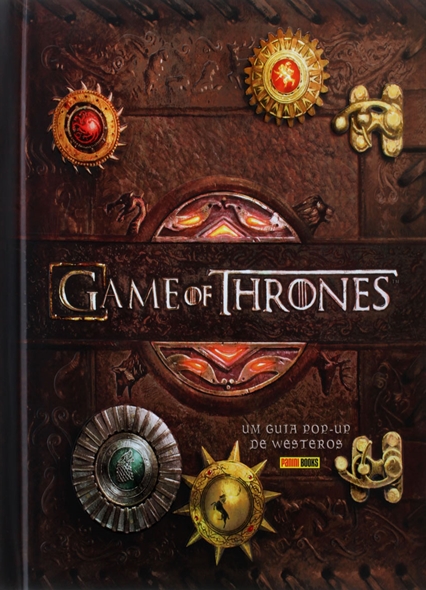 GAME OF THRONES
UM GUIA POP-UP
DE WESTEROS
PANINI BOOKS